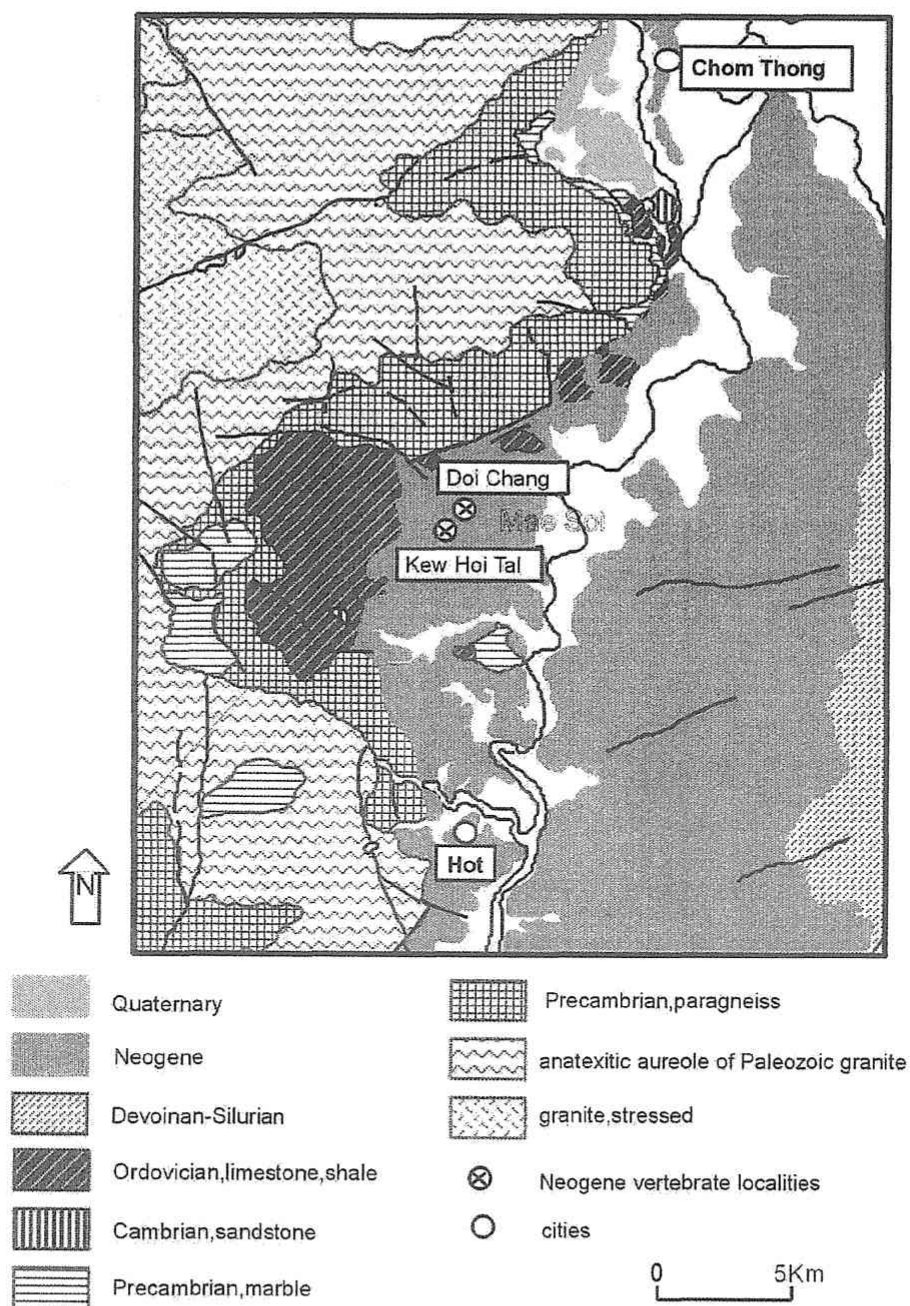 Chom Thong
Doi Chang
Mae Soi
Kew Hoi Tal
Hot
N
Quaternary
Neogene
Devoinan-Silurian
Ordovician,limestone,shale
Cambrian,sandstone
Precambrian,marble
Precambrian,paragneiss
anatexitic aureole of Paleozoic granite
granite,stressed
Neogene vertebrate localities
cities
0 5Km